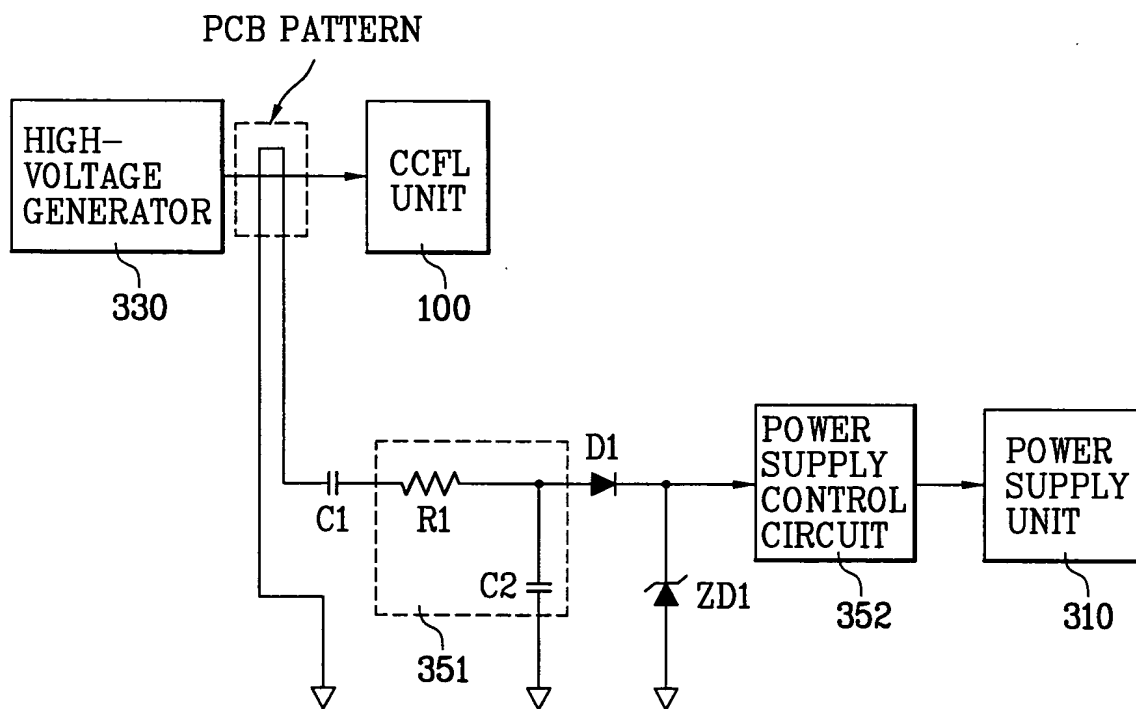 PCB PATTERN
HIGH-
VOLTAGE
GENERATOR
CCFL
UNIT
330
100
C1
R1
C2
351
D1
ZD1
POWER
SUPPLY
CONTROL
CIRCUIT
352
POWER
SUPPLY
UNIT
310